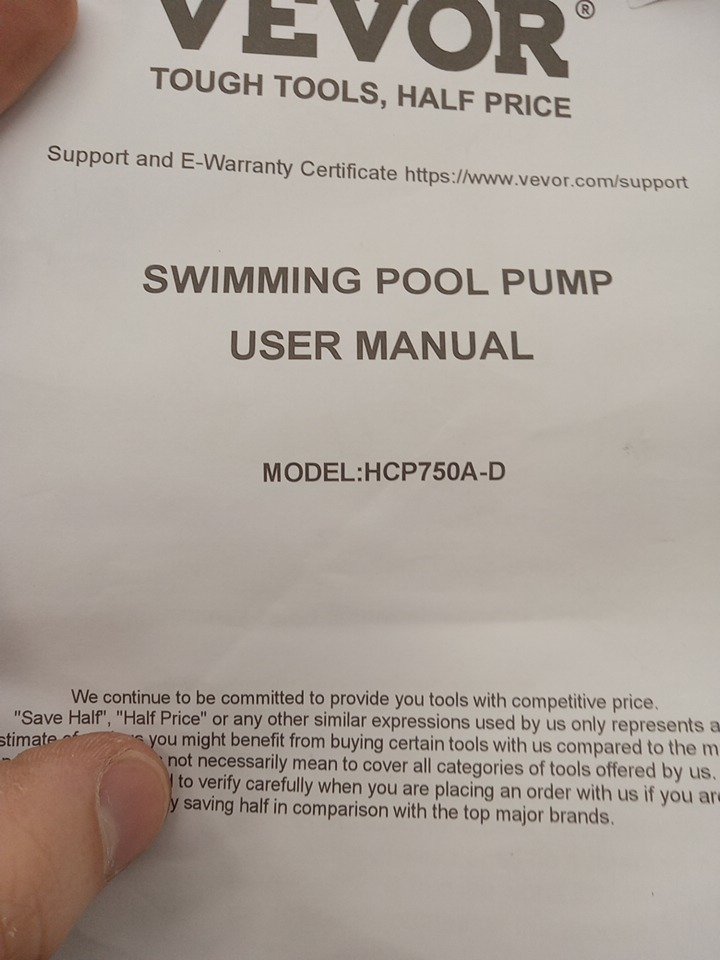 VEVOR®
TOUGH TOOLS, HALF PRICE
Support and E-Warranty Certificate https://www.vevor.com/support
SWIMMING POOL PUMP
USER MANUAL
MODEL:HCP750A-D
We continue to be committed to provide you tools with competitive price.
"Save Half", "Half Price" or any other similar expressions used by us only represents a
you might benefit from buying certain tools with us compared to the
not necessarily mean to cover all categories of tools offered by us.
to verify carefully when you are placing an order with us if you are
saving half in comparison with the top major brands.